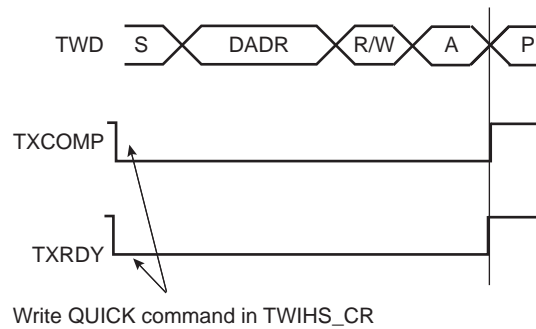 TWD S DADR R/W A P
TXCOMP
TXRDY
Write QUICK command in TWIHS_CR